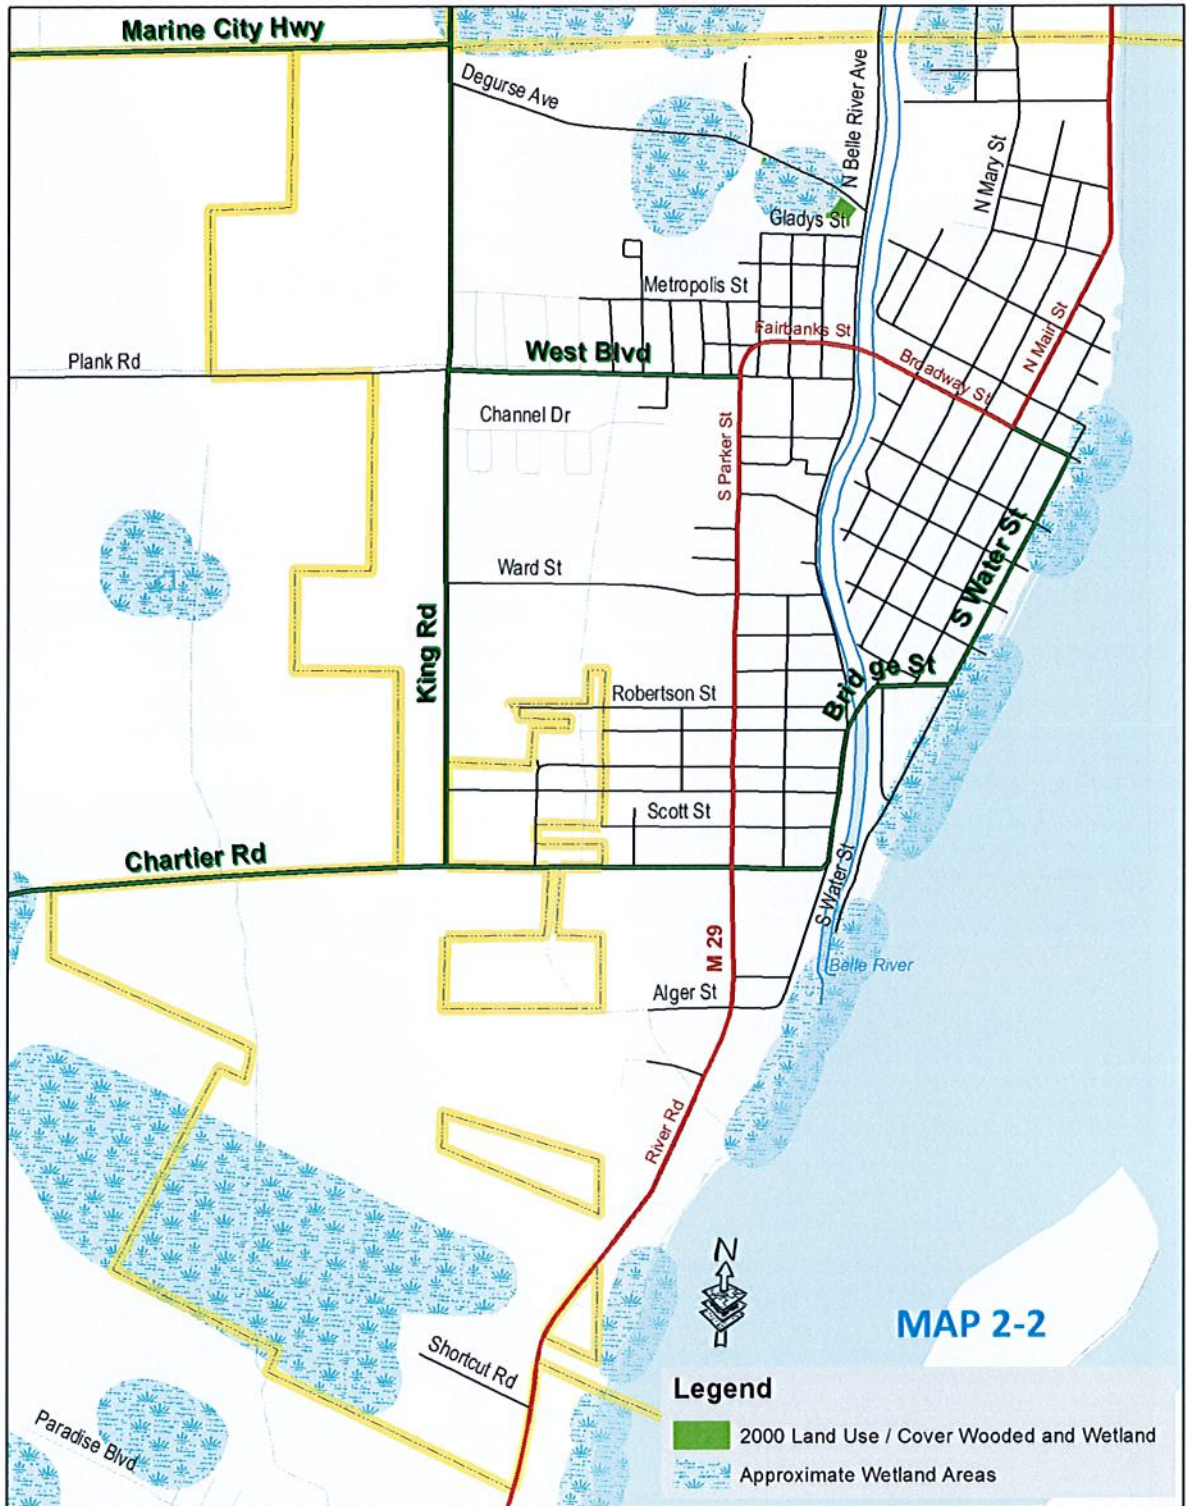 Marine City Hwy
Degurse Ave
N Belle River Ave
N Mary St
Gladys St
Metropolis St
Fairbanks St
N Main St
West Blvd
Plank Rd
Broadway St
Channel Dr
S Parker St
S Water St
Ward St
King Rd
Bridge St
Robertson St
Scott St
Chartier Rd
S Water St
M 29
Belle River
Alger St
River Rd
N
MAP 2-2
Shortcut Rd
Paradise Blvd
Legend
2000 Land Use / Cover Wooded and Wetland
Approximate Wetland Areas